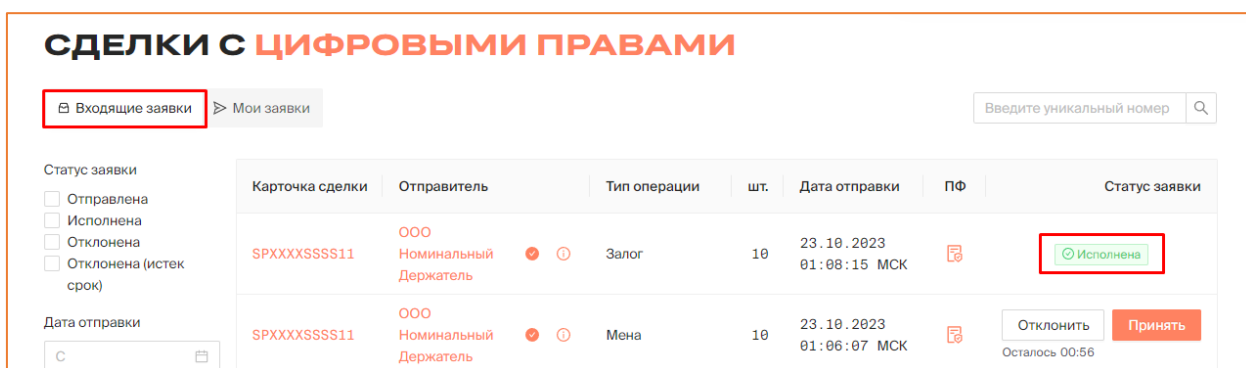 СДЕЛКИ С ЦИФРОВЫМИ ПРАВАМИ
Входящие заявки
Мои заявки
Введите уникальный номер
Статус заявки
Отправлена
Исполнена
Отклонена
Отклонена (истек
срок)
Дата отправки
С
Карточка сделки Отправитель Тип операции шт. Дата отправки ПФ Статус заявки
SPXXXXSSSS11
ООО
Номинальный
Держатель
Залог
10
23.10.2023
01:08:15 МСК
Исполнена
SPXXXXSSSS11
ООО
Номинальный
Держатель
Мена
10
23.10.2023
01:06:07 МСК
Отклонить
Принять
Осталось 00:56